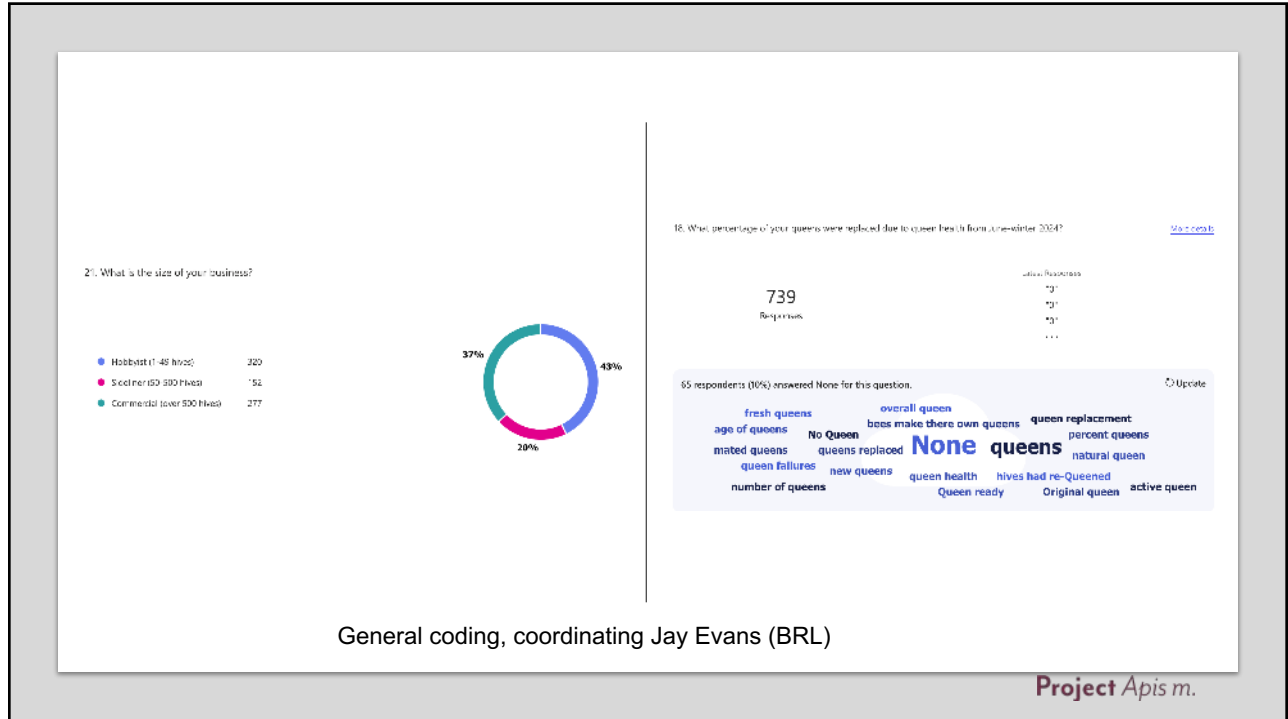 21. What is the size of your business?
Hobbyist (1-49 hives) 320
Sideliner (50-500 hives) 152
Commercial (over 500 hives) 277
37%
43%
20%
18. What percentage of your queens were replaced due to queen health from June-winter 2024?
More details
739
Responses
Latest Responses
65 respondents (10%) answered None for this question.
Update
fresh queens
overall queen
queen replacement
age of queens
No Queen
bees make there own queens
percent queens
mated queens
queens replaced
None
queens
natural queen
queen failures
new queens
queen health
hives had re-Queened
number of queens
Queen ready
Original queen
active queen
General coding, coordinating Jay Evans (BRL)
Project Apis m.